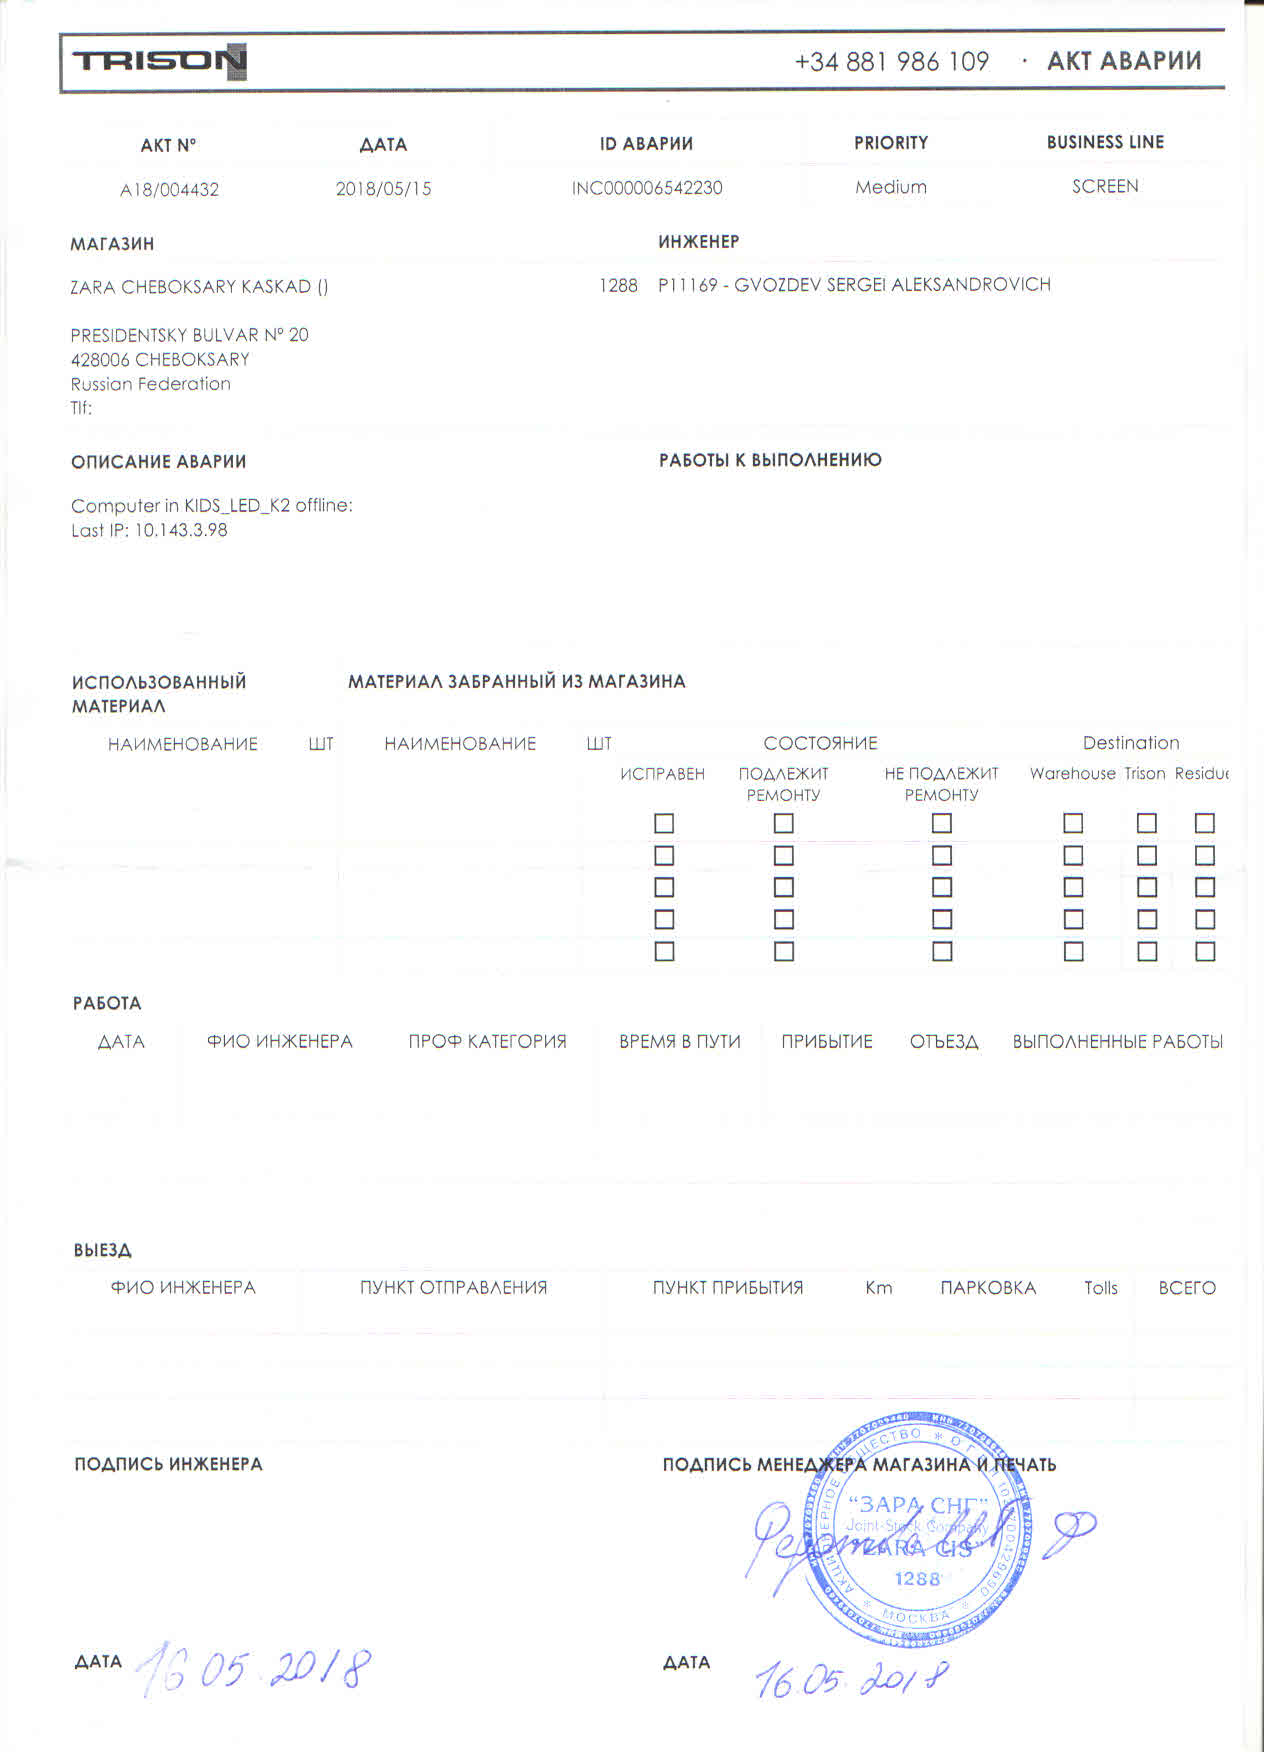 TRISON
+34 881 986 109 · АКТ АВАРИИ
АКТ Nº ДАТА ID АВАРИИ PRIORITY BUSINESS LINE
A18/004432 2018/05/15 INC000006542230 Medium SCREEN
МАГАЗИН ИНЖЕНЕР
ZARA CHEBOKSARY KASKAD () 1288 P11169 - GVOZDEV SERGEI ALEKSANDROVICH
PRESIDENTSKY BULVAR Nº 20
428006 CHEBOKSARY
Russian Federation
Tlf:
ОПИСАНИЕ АВАРИИ РАБОТЫ К ВЫПОЛНЕНИЮ
Computer in KIDS_LED_K2 offline:
Last IP: 10.143.3.98
ИСПОЛЬЗОВАННЫЙ МАТЕРИАЛ ЗАБРАННЫЙ ИЗ МАГАЗИНА
МАТЕРИАЛ
НАИМЕНОВАНИЕ ШТ НАИМЕНОВАНИЕ ШТ СОСТОЯНИЕ Destination
ИСПРАВЕН ПОДЛЕЖИТ НЕ ПОДЛЕЖИТ Warehouse Trison Residue
РЕМОНТУ РЕМОНТУ
РАБОТА
ДАТА ФИО ИНЖЕНЕРА ПРОФ КАТЕГОРИЯ ВРЕМЯ В ПУТИ ПРИБЫТИЕ ОТЪЕЗД ВЫПОЛНЕННЫЕ РАБОТЫ
ВЫЕЗД
ФИО ИНЖЕНЕРА ПУНКТ ОТПРАВЛЕНИЯ ПУНКТ ПРИБЫТИЯ Km ПАРКОВКА Tolls ВСЕГО
ПОДПИСЬ ИНЖЕНЕРА ПОДПИСЬ МЕНЕДЖЕРА МАГАЗИНА И ПЕЧАТЬ
АКЦИОНЕРНОЕ ОБЩЕСТВО
"ЗАРА СНГ"
Joint-Stock Company
"ZARA CIS"
1288
МОСКВА
ДАТА 16 05.2018 ДАТА 16.05.2018